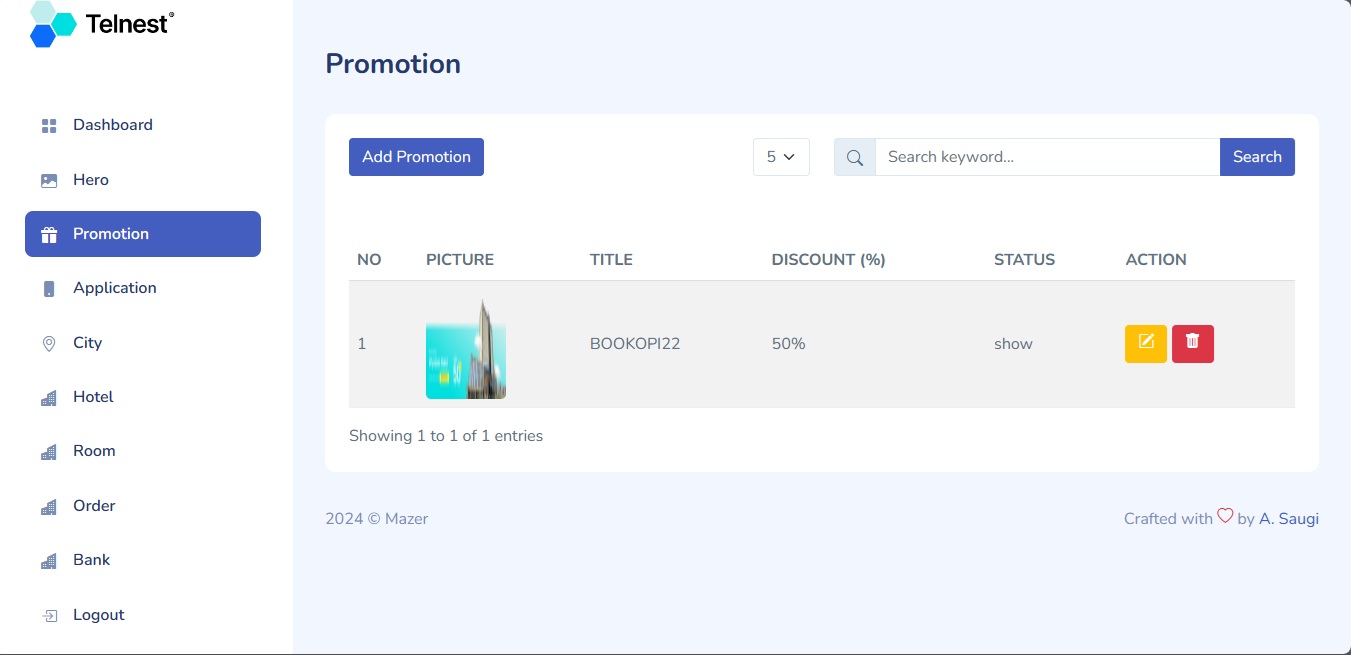 Telnest®
Dashboard
Hero
Promotion
Application
City
Hotel
Room
Order
Bank
Logout
Promotion
Add Promotion
5
Search keyword...
Search
NO PICTURE TITLE DISCOUNT (%) STATUS ACTION
1 BOOKOPI22 50% show
Showing 1 to 1 of 1 entries
2024 © Mazer
Crafted with by A. Saugi